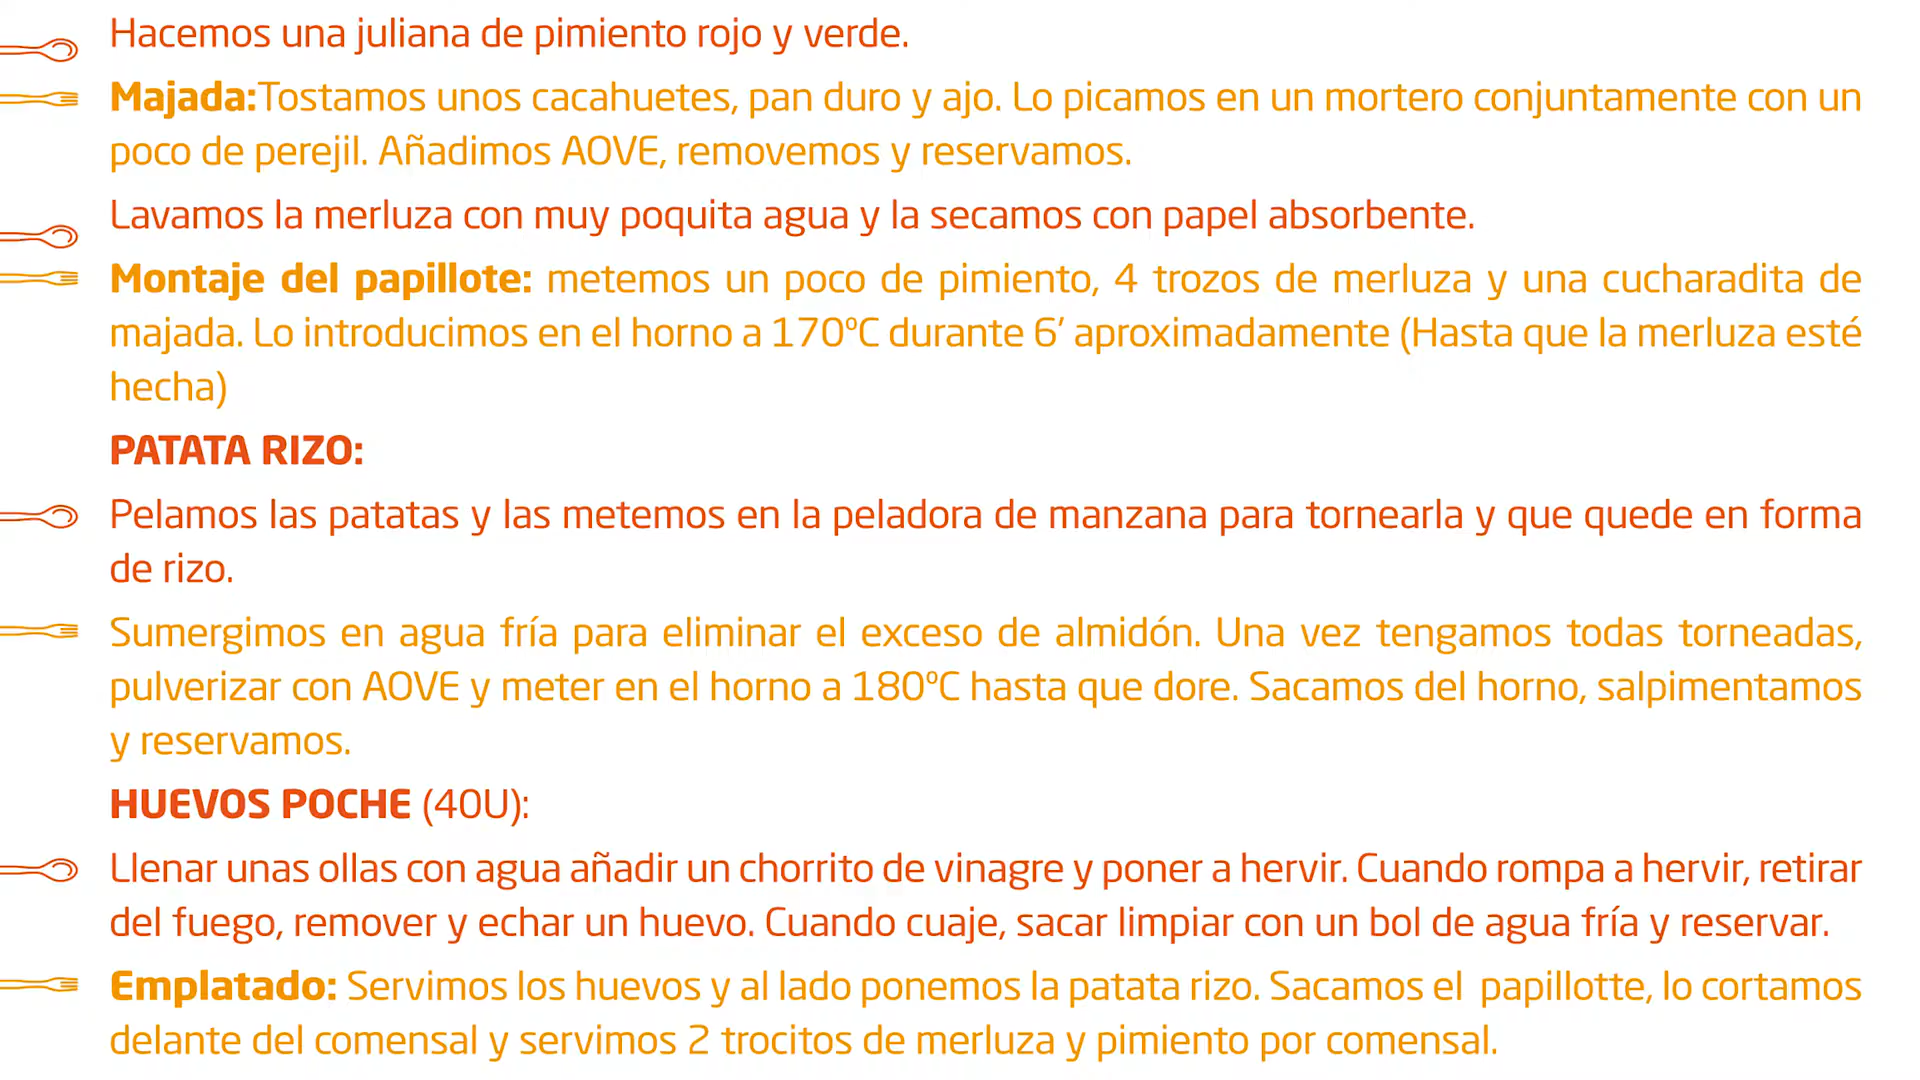 Hacemos una juliana de pimiento rojo y verde.
Majada:Tostamos unos cacahuetes, pan duro y ajo. Lo picamos en un mortero conjuntamente con un
poco de perejil. Añadimos AOVE, removemos y reservamos.
Lavamos la merluza con muy poquita agua y la secamos con papel absorbente.
Montaje del papillote: metemos un poco de pimiento, 4 trozos de merluza y una cucharadita de
majada. Lo introducimos en el horno a 170ºC durante 6’ aproximadamente (Hasta que la merluza esté
hecha)
PATATA RIZO:
Pelamos las patatas y las metemos en la peladora de manzana para tornearla y que quede en forma
de rizo.
Sumergimos en agua fría para eliminar el exceso de almidón. Una vez tengamos todas torneadas,
pulverizar con AOVE y meter en el horno a 180ºC hasta que dore. Sacamos del horno, salpimentamos
y reservamos.
HUEVOS POCHE (40U):
Llenar unas ollas con agua añadir un chorrito de vinagre y poner a hervir. Cuando rompa a hervir, retirar
del fuego, remover y echar un huevo. Cuando cuaje, sacar limpiar con un bol de agua fría y reservar.
Emplatado: Servimos los huevos y al lado ponemos la patata rizo. Sacamos el papillotte, lo cortamos
delante del comensal y servimos 2 trocitos de merluza y pimiento por comensal.